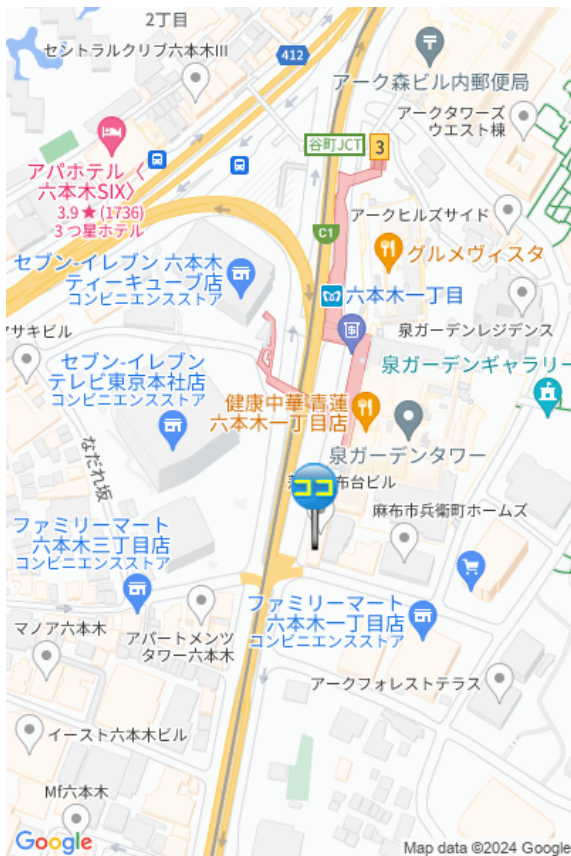 2丁目
セントラルクリブ六本木III
412
アーク森ビル内郵便局
アークタワーズ
ウエスト棟
谷町JCT
3
アパホテル〈
六本木SIX〉
3.9★(1736)
3 つ星ホテル
アークヒルズサイド
C1
グルメヴィスタ
セブン-イレブン 六本木
ティーキューブ店
コンビニエンスストア
六本木一丁目
マサキビル
泉ガーデンレジデンス
セブン-イレブン
テレビ東京本社店
コンビニエンスストア
泉ガーデンギャラリー
健康中華 青蓮
六本木一丁目店
泉ガーデンタワー
なだれ坂
ココ
布台ビル
麻布市兵衛町ホームズ
ファミリーマート
六本木三丁目店
コンビニエンスストア
ファミリーマート
六本木一丁目店
コンビニエンスストア
マノア六本木
アパートメンツ
タワー六本木
アークフォレストテラス
イースト六本木ビル
Mf六本木
Google
Map data ©2024 Google